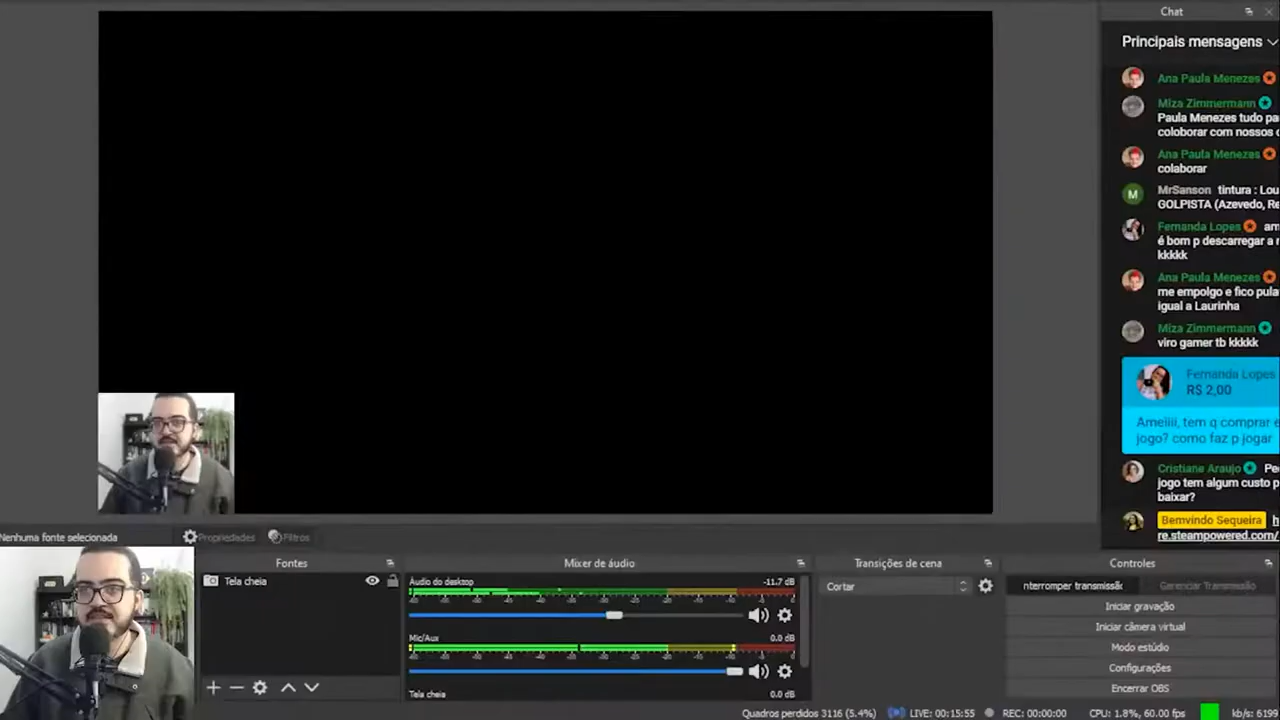 Chat
Principais mensagens
Ana Paula Menezes
Miza Zimmermann
Paula Menezes tudo pa
coloborar com nossos
Ana Paula Menezes
colaborar
MrSanson tintura : Lou
GOLPISTA (Azevedo, Re
Fernanda Lopes am
é bom p descarregar a
kkkkk
Ana Paula Menezes
me empolgo e fico pula
igual a Laurinha
Miza Zimmermann
viro gamer tb kkkkk
Fernanda Lopes
R$ 2,00
Ameiiii, tem q comprar e
jogo? como faz p jogar
Cristiane Araujo Pe
jogo tem algum custo p
baixar?
Bemvindo Sequeira h
re.steampowered.com/
Nenhuma fonte selecionada
Propriedades
Filtros
Fontes
Tela cheia
Mixer de áudio
Áudio do desktop -11.7 dB
Mic/Aux 0.0 dB
Tela cheia 0.0 dB
Transições de cena
Cortar
Controles
nterromper transmissãc
Gerenciar Transmissão
Iniciar gravação
Iniciar câmera virtual
Modo estúdio
Configurações
Encerrar OBS
Quadros perdidos 3116 (5.4%) LIVE: 00:15:55 REC: 00:00:00 CPU: 1.8%, 60.00 fps kb/s: 6199